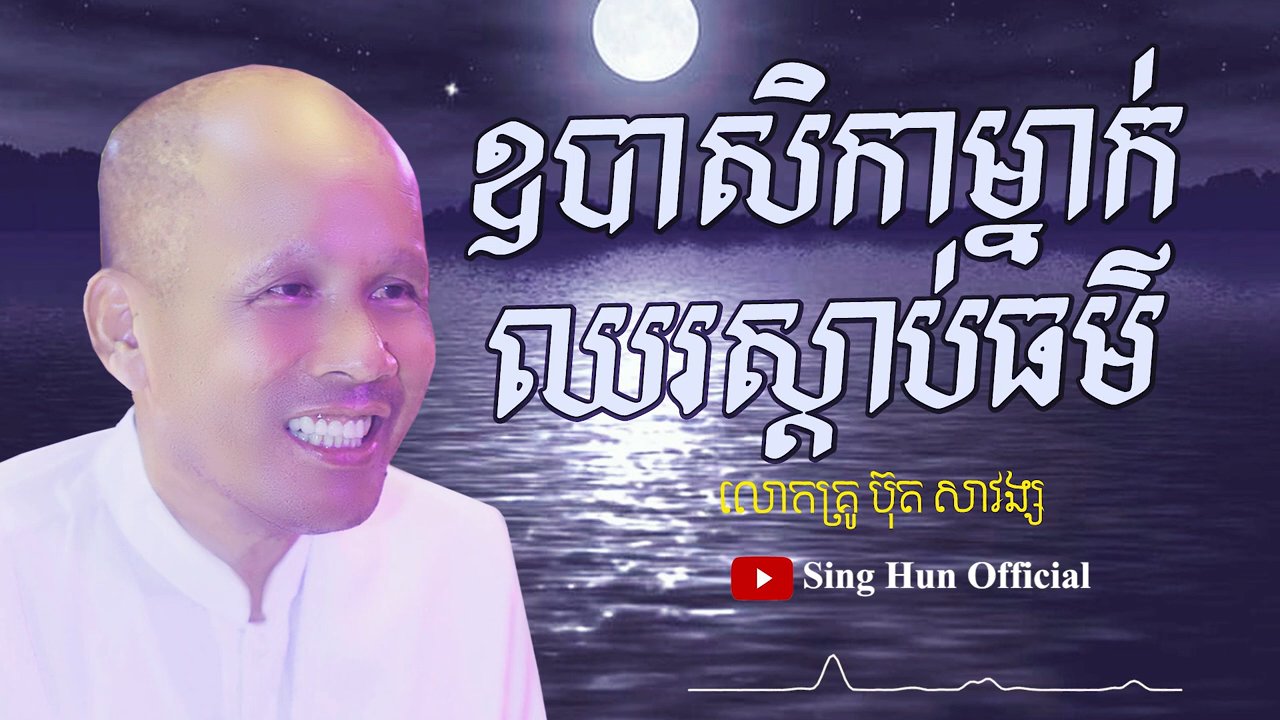 ឧបាសិកាម្នាក់
ឈរស្តាប់ធម៌
លោកគ្រូ ប៊ុត សាវង្ស
Sing Hun Official